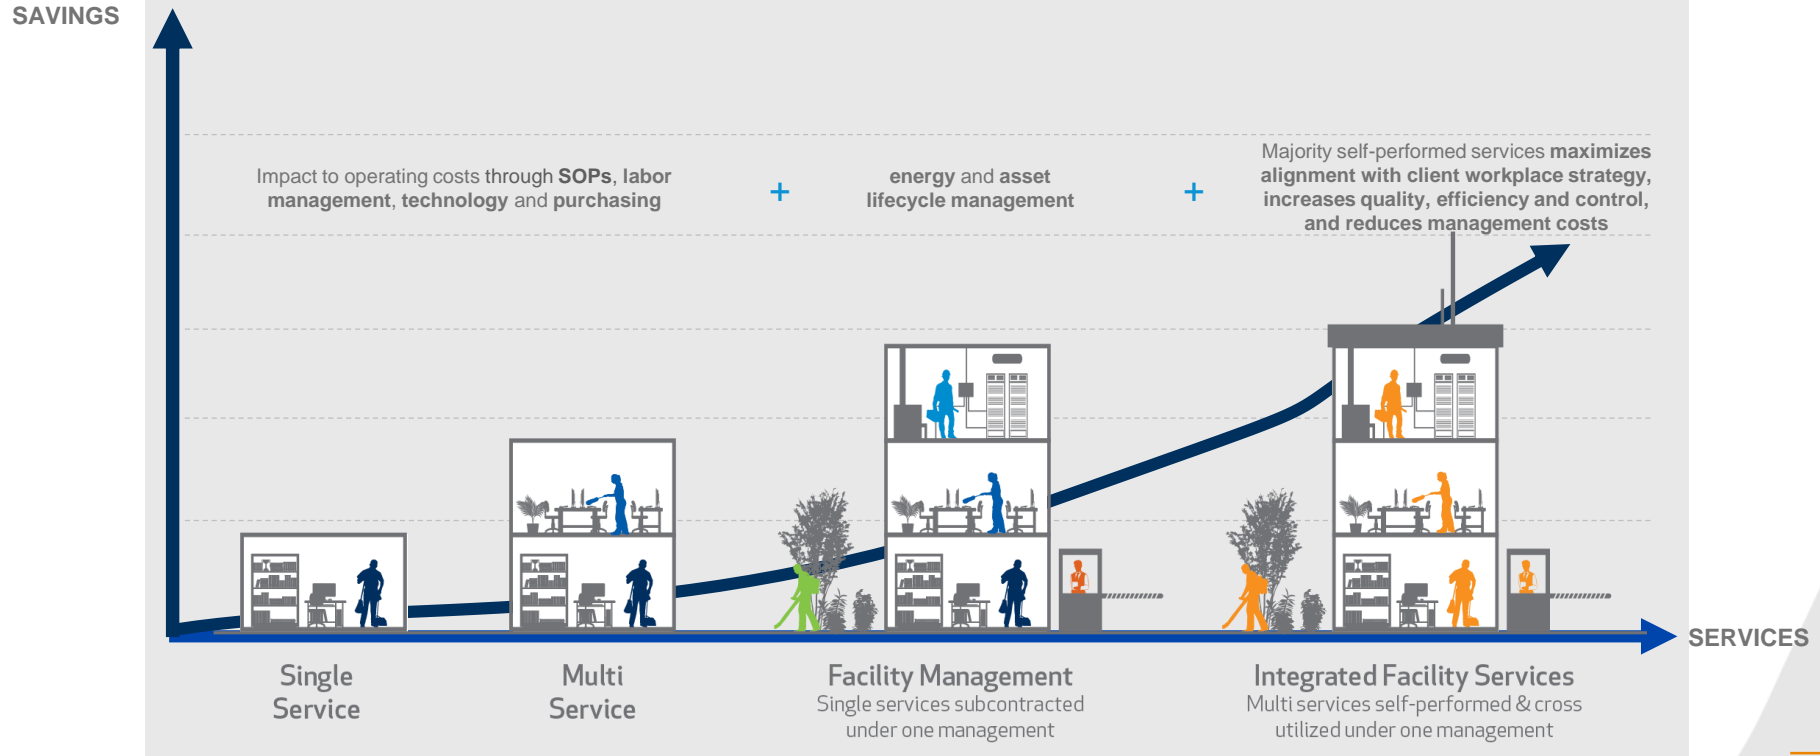 SAVINGS
Impact to operating costs through SOPs, labor
management, technology and purchasing
+
energy and asset
lifecycle management
+
Majority self-performed services maximizes
alignment with client workplace strategy,
increases quality, efficiency and control,
and reduces management costs
SERVICES
Single
Service
Multi
Service
Facility Management
Single services subcontracted
under one management
Integrated Facility Services
Multi services self-performed & cross
utilized under one management